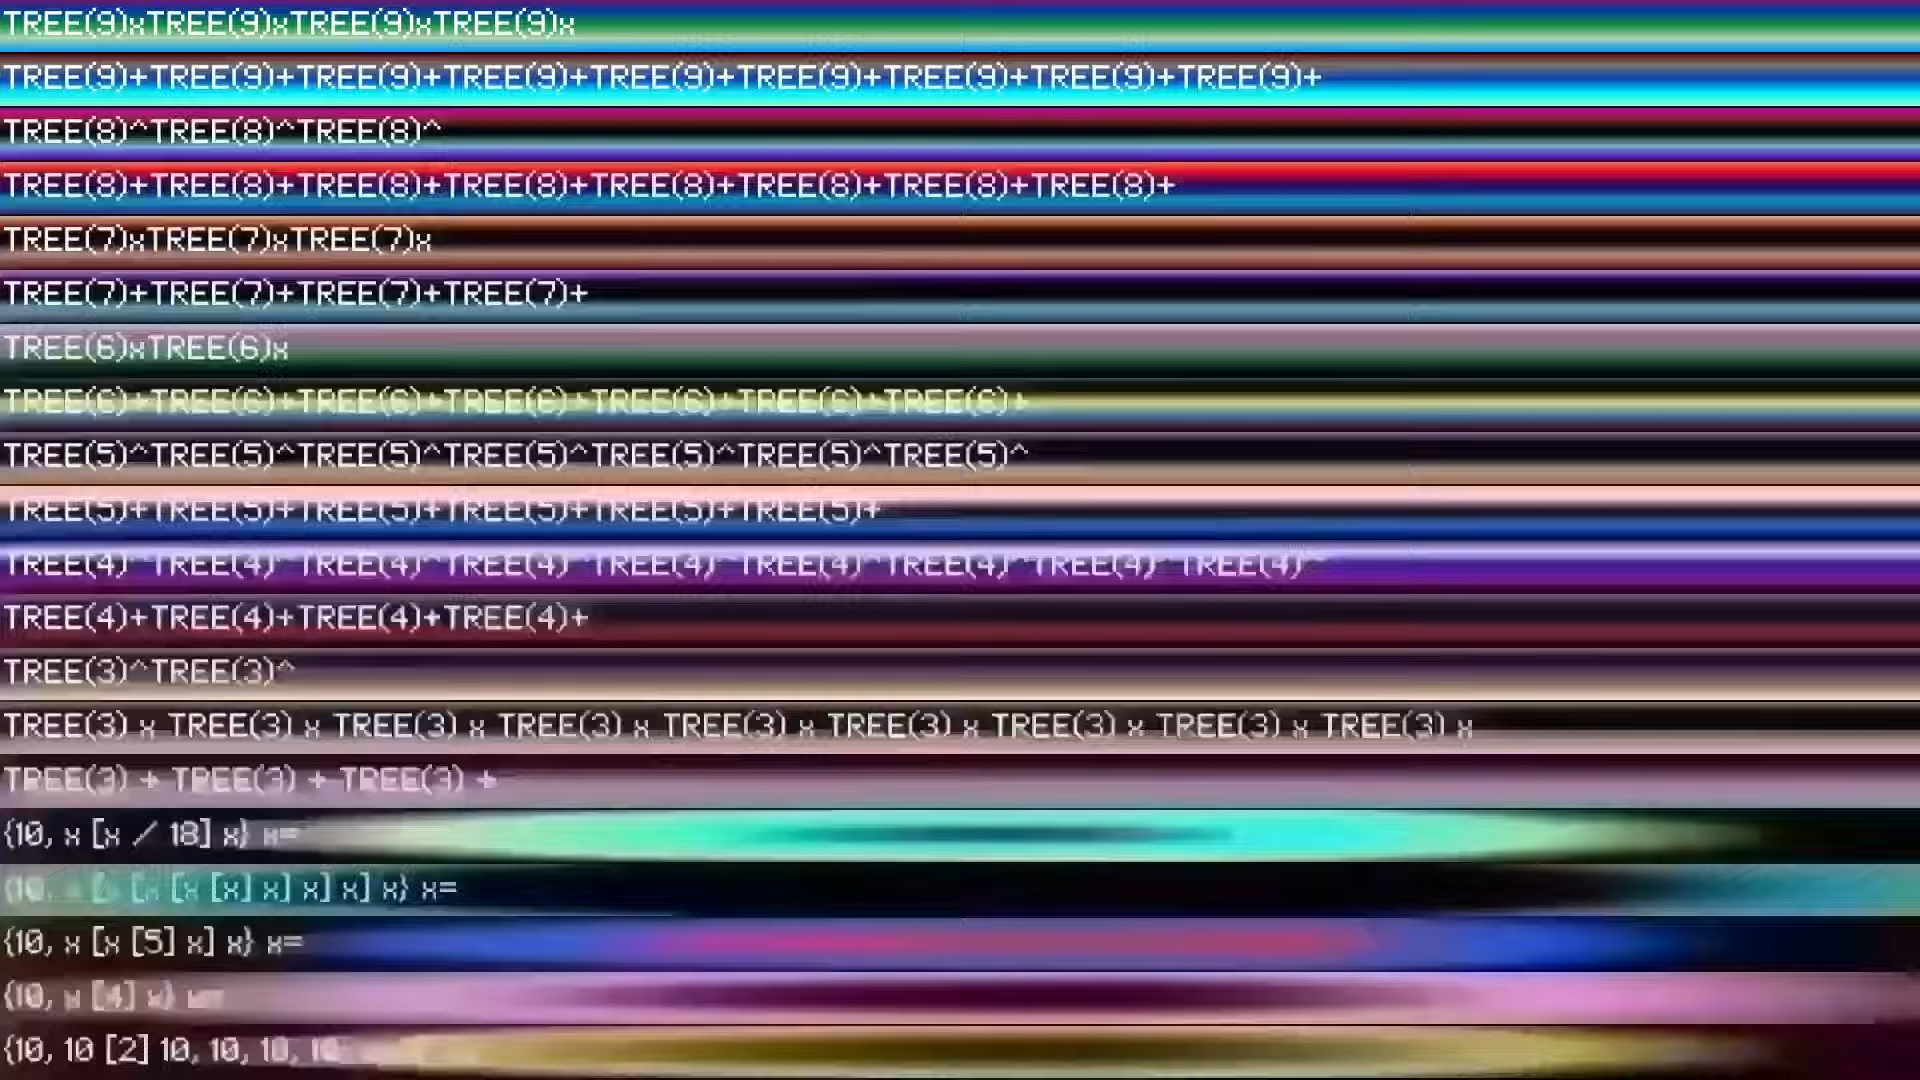 TREE(9)xTREE(9)xTREE(9)xTREE(9)x
TREE(9)+TREE(9)+TREE(9)+TREE(9)+TREE(9)+TREE(9)+TREE(9)+TREE(9)+TREE(9)+
TREE(8)^TREE(8)^TREE(8)^
TREE(8)+TREE(8)+TREE(8)+TREE(8)+TREE(8)+TREE(8)+TREE(8)+TREE(8)+
TREE(7)xTREE(7)xTREE(7)x
TREE(7)+TREE(7)+TREE(7)+TREE(7)+
TREE(6)xTREE(6)x
TREE(6)+TREE(6)+TREE(6)+TREE(6)+TREE(6)+TREE(6)+TREE(6)+
TREE(5)^TREE(5)^TREE(5)^TREE(5)^TREE(5)^TREE(5)^TREE(5)^
TREE(5)+TREE(5)+TREE(5)+TREE(5)+TREE(5)+TREE(5)+
TREE(4)^TREE(4)^TREE(4)^TREE(4)^TREE(4)^TREE(4)^TREE(4)^TREE(4)^TREE(4)^
TREE(4)+TREE(4)+TREE(4)+TREE(4)+
TREE(3)^TREE(3)^
TREE(3) x TREE(3) x TREE(3) x TREE(3) x TREE(3) x TREE(3) x TREE(3) x TREE(3) x TREE(3) x
TREE(3) + TREE(3) + TREE(3) +
{10, x [x / 18] x} x=
{10, x [x [x [x [x] x] x] x] x} x=
{10, x [x [5] x] x} x=
{10, x [4] x} x=
{10, 10 [2] 10, 10, 10, 10